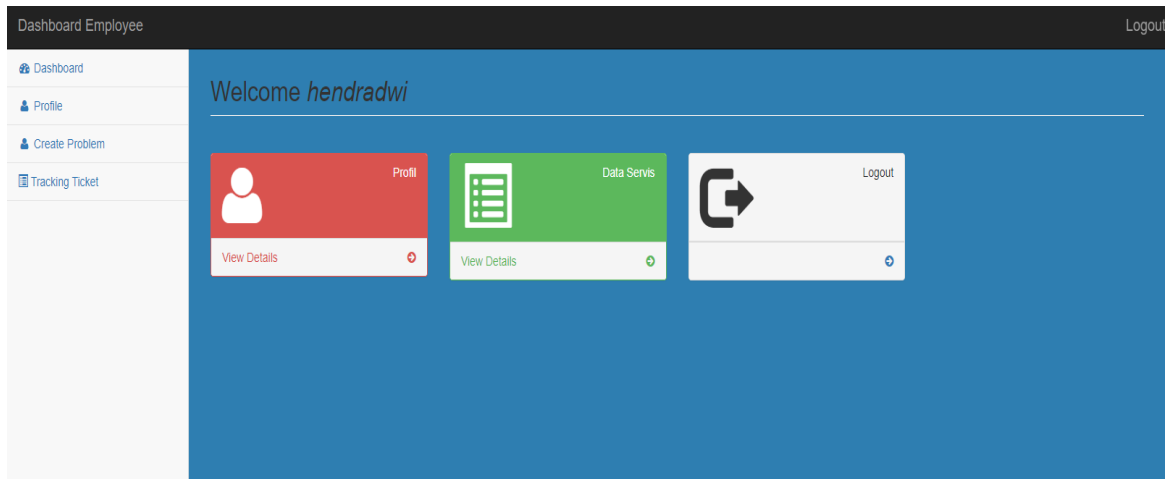 Dashboard Employee
Logout
Dashboard
Profile
Create Problem
Tracking Ticket
Welcome hendradwi
Profil
View Details
Data Servis
View Details
Logout